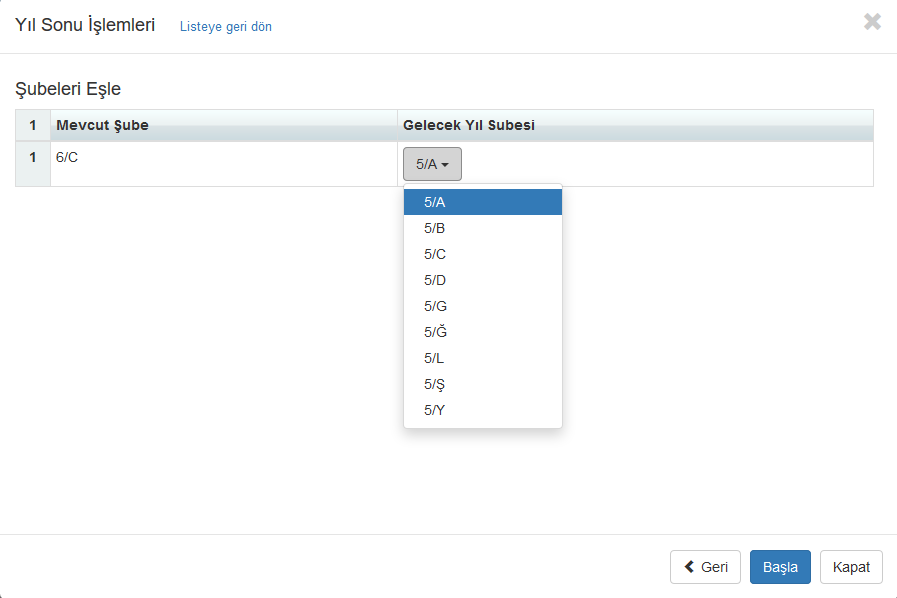 Yıl Sonu İşlemleri Listeye geri dön
Şubeleri Eşle
1 Mevcut Şube Gelecek Yıl Şubesi
1 6/C 5/A
5/A
5/B
5/C
5/D
5/G
5/Ğ
5/L
5/Ş
5/Y
Geri Başla Kapat